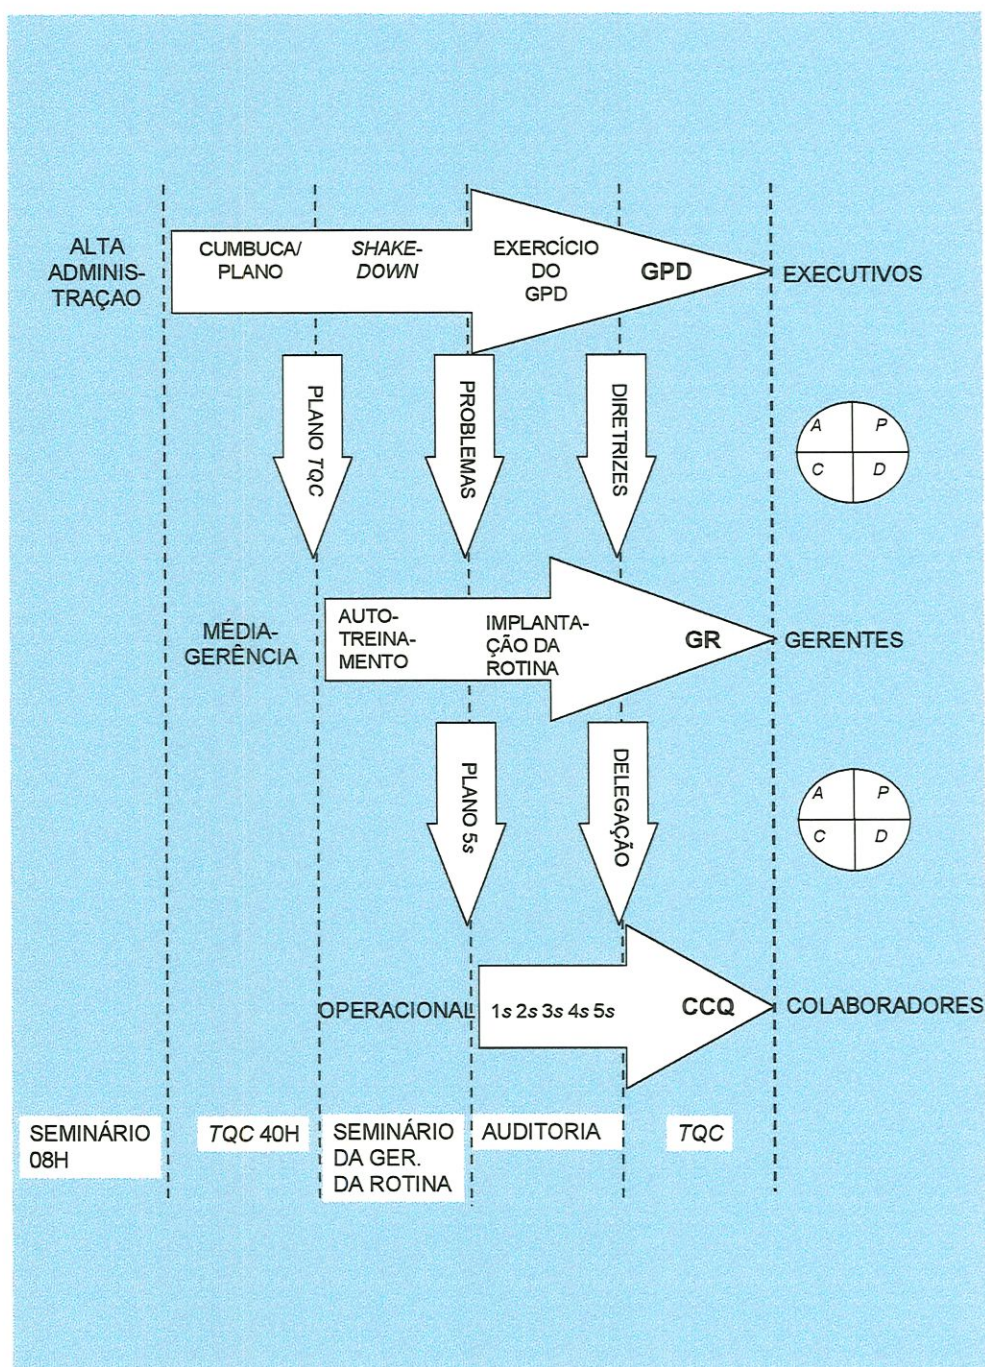 ALTA
ADMINIS-
TRAÇAO
CUMBUCA/
PLANO
SHAKE-
DOWN
EXERCÍCIO
DO
GPD
GPD
EXECUTIVOS
PLANO TQC
PROBLEMAS
DIRETRIZES
A P
C D
MÉDIA-
GERÊNCIA
AUTO-
TREINA-
MENTO
IMPLANTA-
ÇÃO DA
ROTINA
GR
GERENTES
PLANO 5s
DELEGAÇÃO
A P
C D
OPERACIONAL
1s 2s 3s 4s 5s
CCQ
COLABORADORES
SEMINÁRIO
08H
TQC 40H
SEMINÁRIO
DA GER.
DA ROTINA
AUDITORIA
TQC